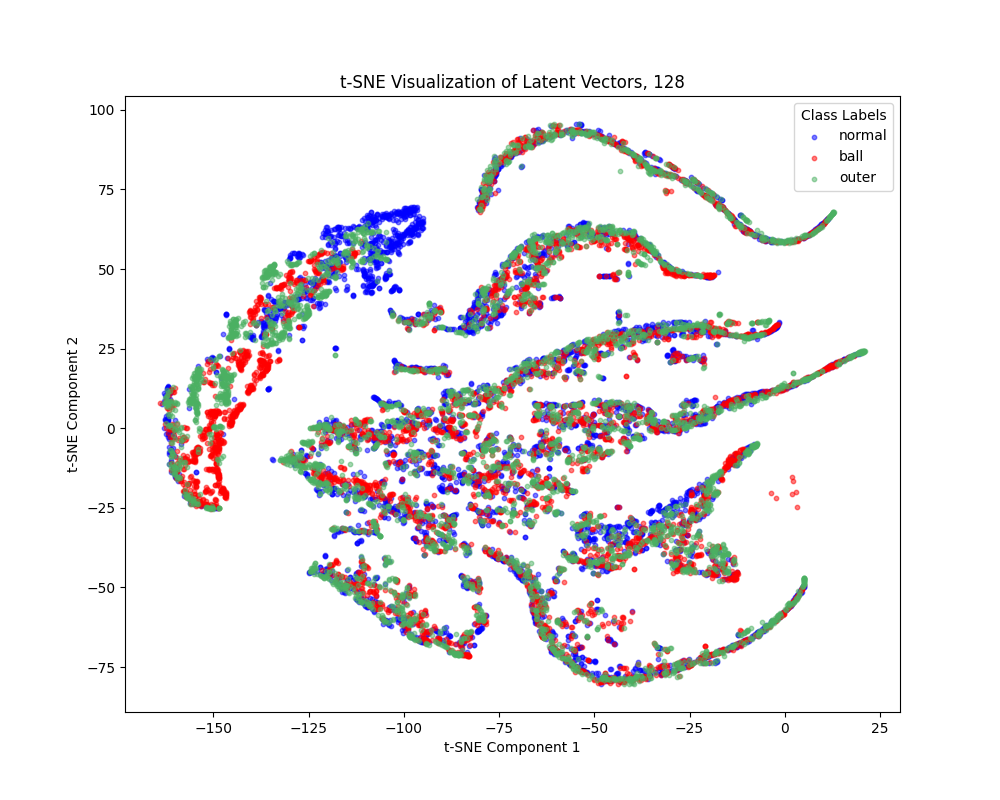 t-SNE Visualization of Latent Vectors, 128
Class Labels
normal
ball
outer
100
75
50
25
0
−25
−50
−75
t-SNE Component 2
−150
−125
−100
−75
−50
−25
0
25
t-SNE Component 1